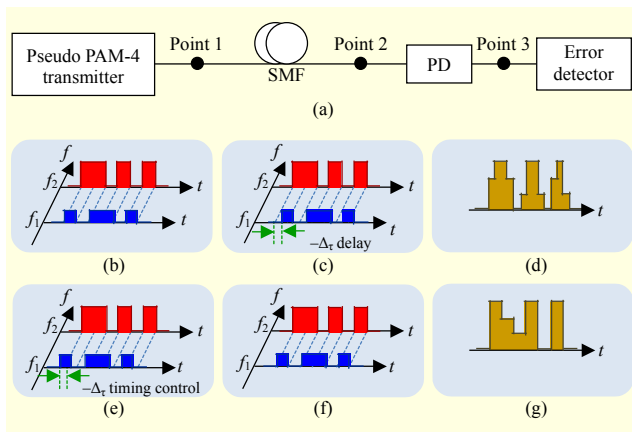 Pseudo PAM-4
transmitter
Point 1
SMF
Point 2
PD
Point 3
Error
detector
(a)
f
f2
t
f1
t
(b)
f
f2
t
f1
t
−Δτ delay
(c)
t
(d)
f
f2
t
f1
t
−Δτ timing control
(e)
f
f2
t
f1
t
(f)
t
(g)